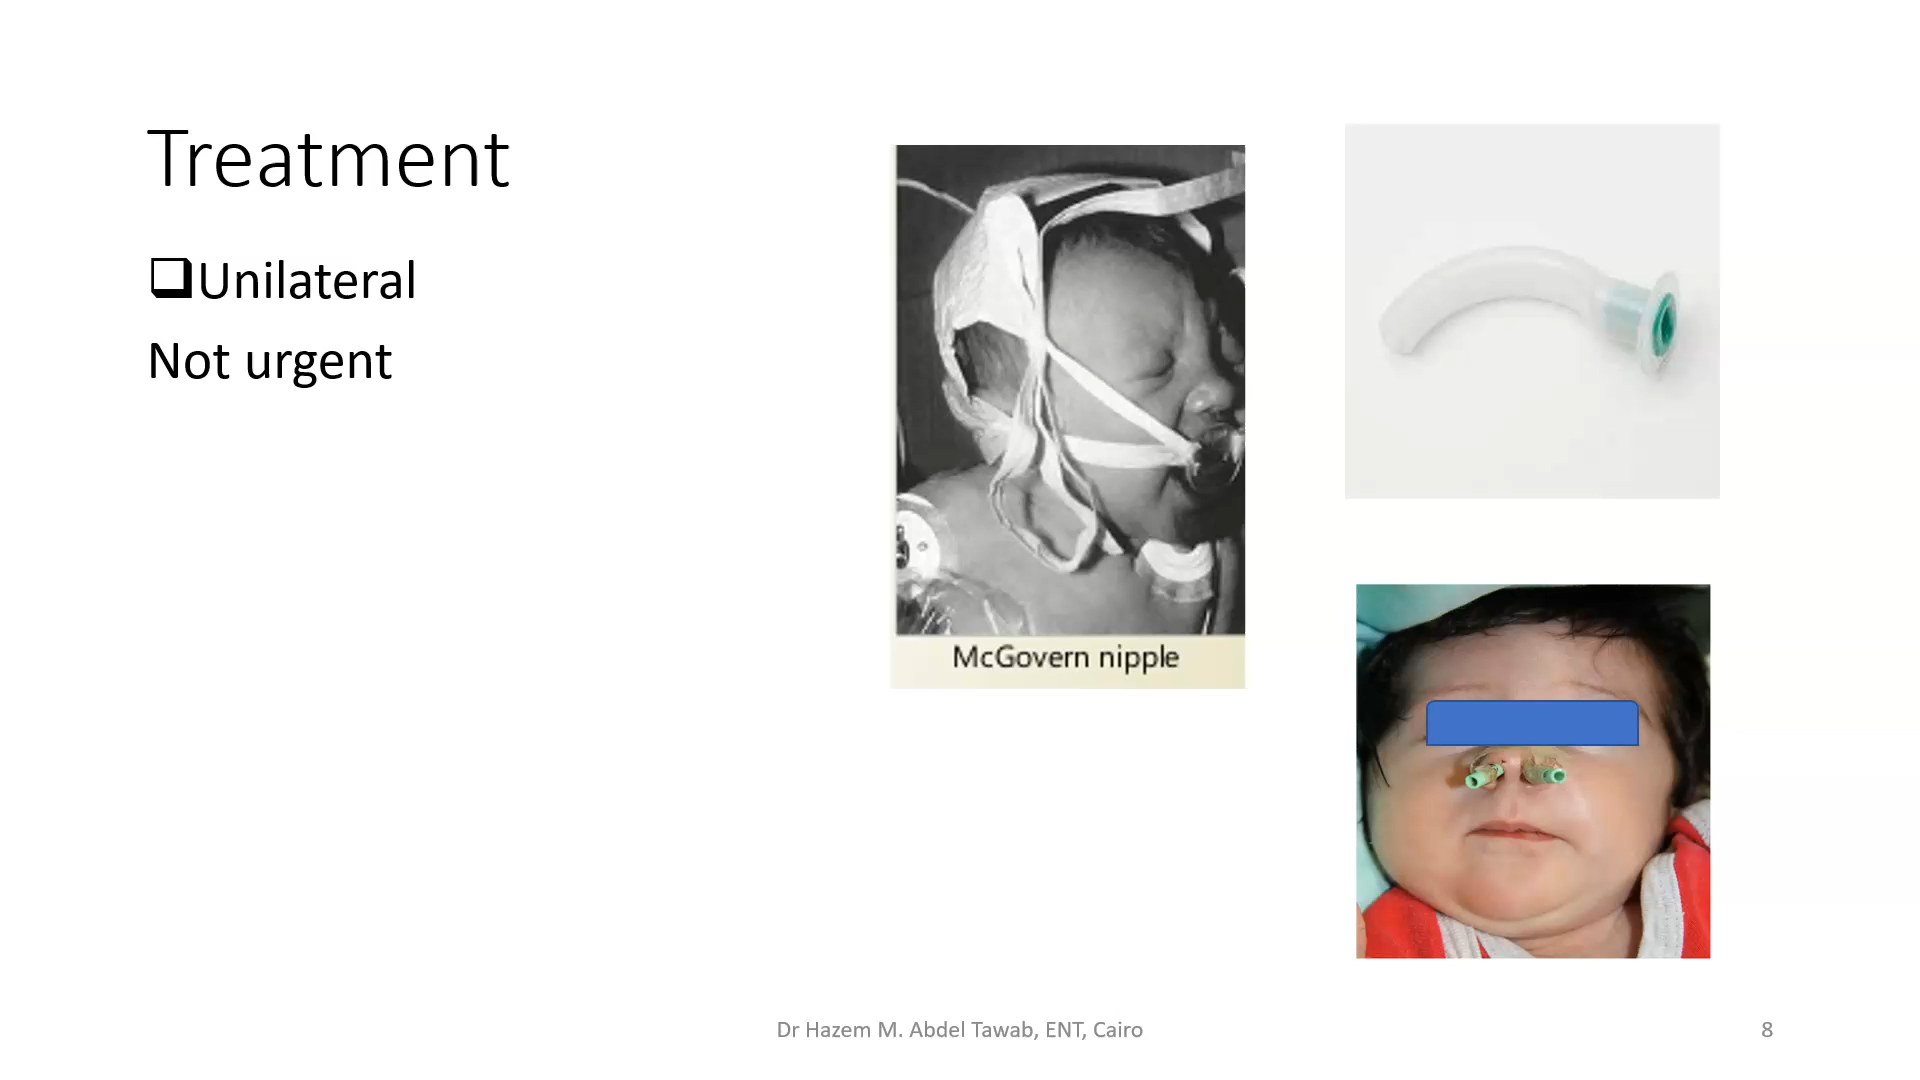 Treatment
❑Unilateral
Not urgent
McGovern nipple
Dr Hazem M. Abdel Tawab, ENT, Cairo
8